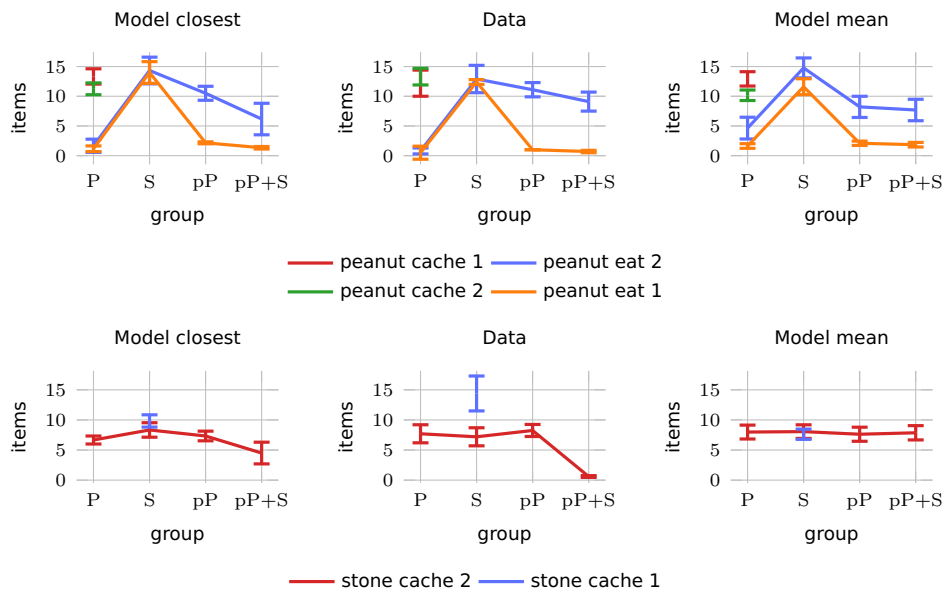 Model closest
Data
Model mean
items
15
10
5
0
P
S
pP
pP+S
group
items
15
10
5
0
P
S
pP
pP+S
group
items
15
10
5
0
P
S
pP
pP+S
group
peanut cache 1
peanut eat 2
peanut cache 2
peanut eat 1
Model closest
Data
Model mean
items
15
10
5
0
P
S
pP
pP+S
group
items
15
10
5
0
P
S
pP
pP+S
group
items
15
10
5
0
P
S
pP
pP+S
group
stone cache 2
stone cache 1